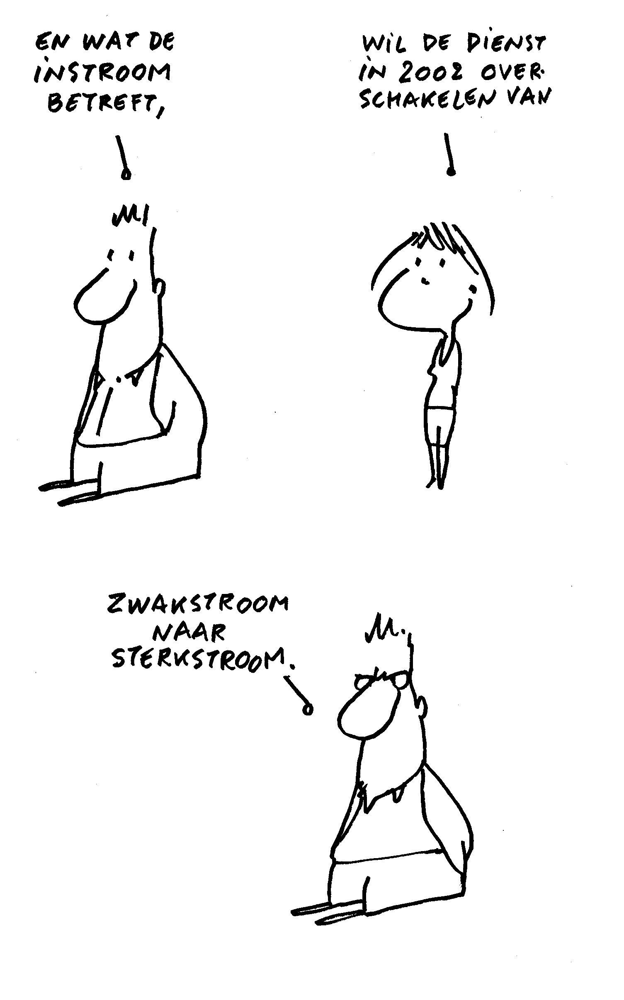 EN WAT DE
INSTROOM
BETREFT,
WIL DE DIENST
IN 2002 OVER-
SCHAKELEN VAN
ZWAKSTROOM
NAAR
STERKSTROOM.